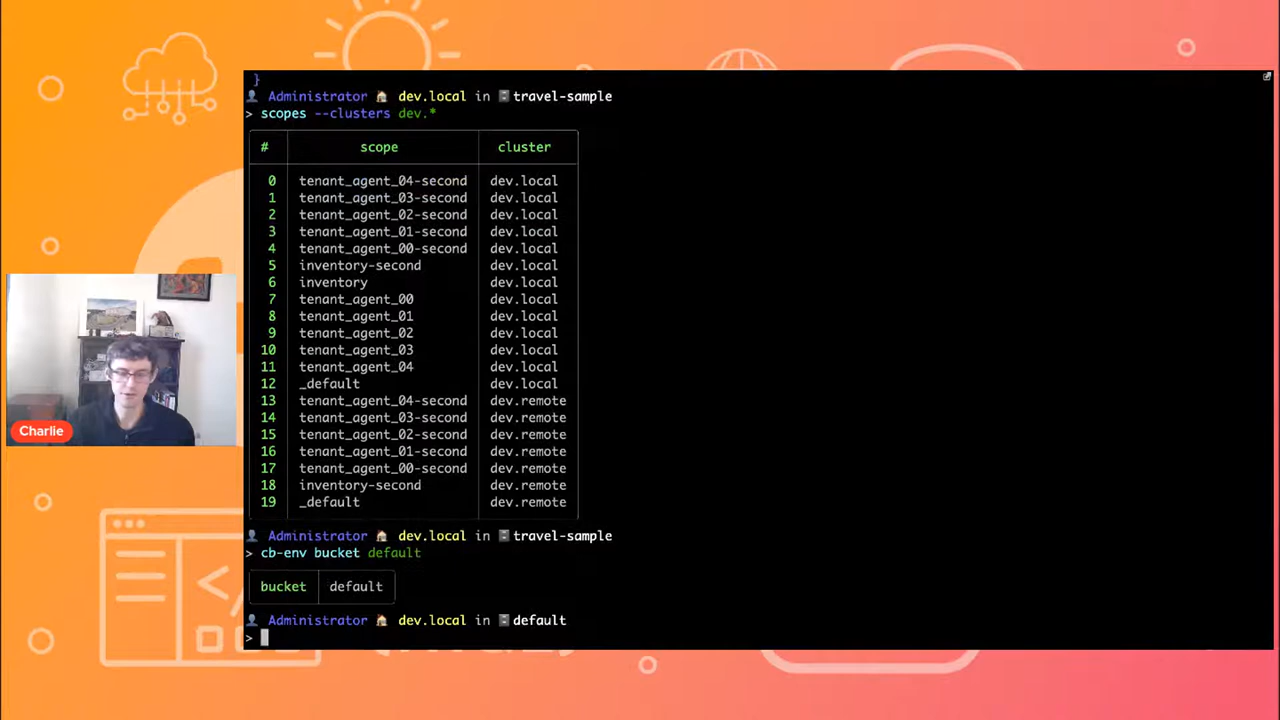 }
Administrator dev.local in travel-sample
> scopes --clusters dev.*
# scope cluster
0 tenant_agent_04-second dev.local
1 tenant_agent_03-second dev.local
2 tenant_agent_02-second dev.local
3 tenant_agent_01-second dev.local
4 tenant_agent_00-second dev.local
5 inventory-second dev.local
6 inventory dev.local
7 tenant_agent_00 dev.local
8 tenant_agent_01 dev.local
9 tenant_agent_02 dev.local
10 tenant_agent_03 dev.local
11 tenant_agent_04 dev.local
12 _default dev.local
13 tenant_agent_04-second dev.remote
14 tenant_agent_03-second dev.remote
15 tenant_agent_02-second dev.remote
16 tenant_agent_01-second dev.remote
17 tenant_agent_00-second dev.remote
18 inventory-second dev.remote
19 _default dev.remote
Administrator dev.local in travel-sample
> cb-env bucket default
bucket default
Administrator dev.local in default
>
Charlie